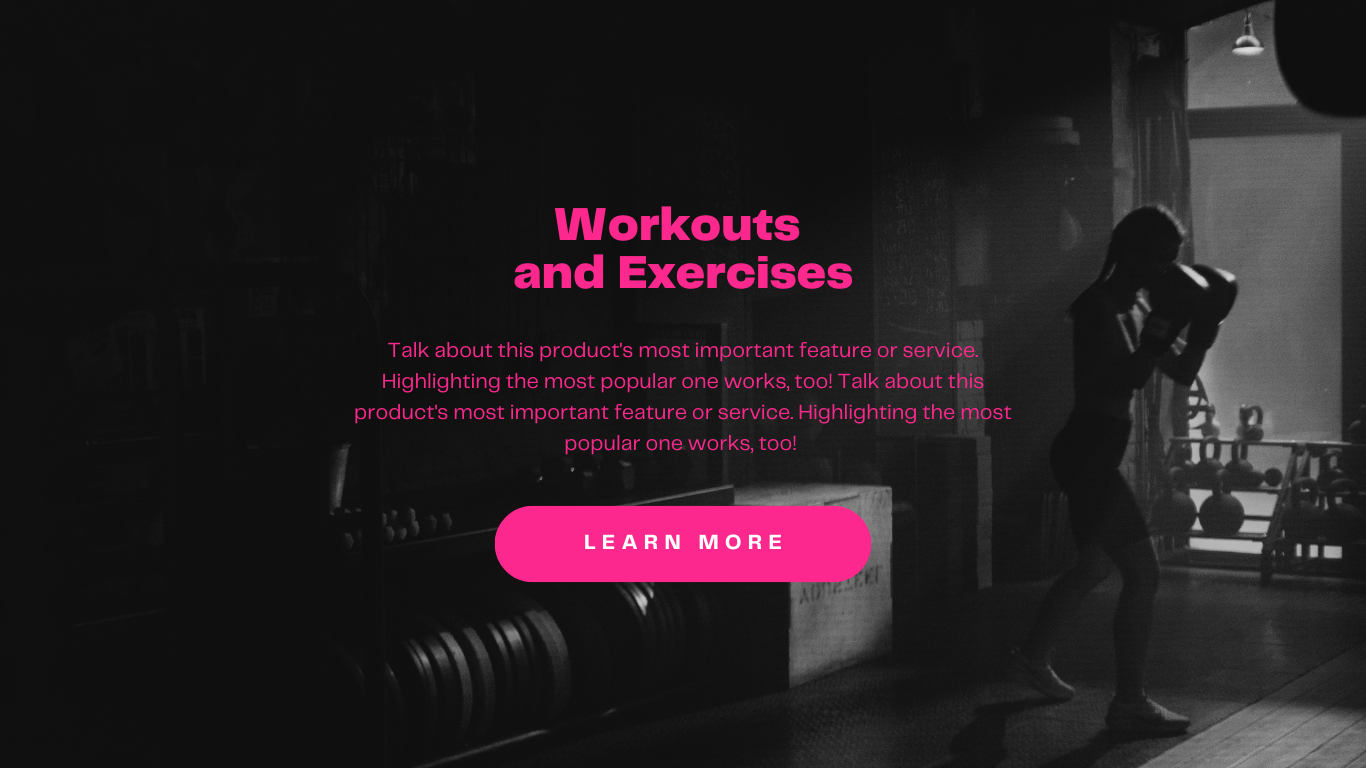 Workouts
and Exercises
Talk about this product's most important feature or service.
Highlighting the most popular one works, too! Talk about this
product's most important feature or service. Highlighting the most
popular one works, too!
LEARN MORE